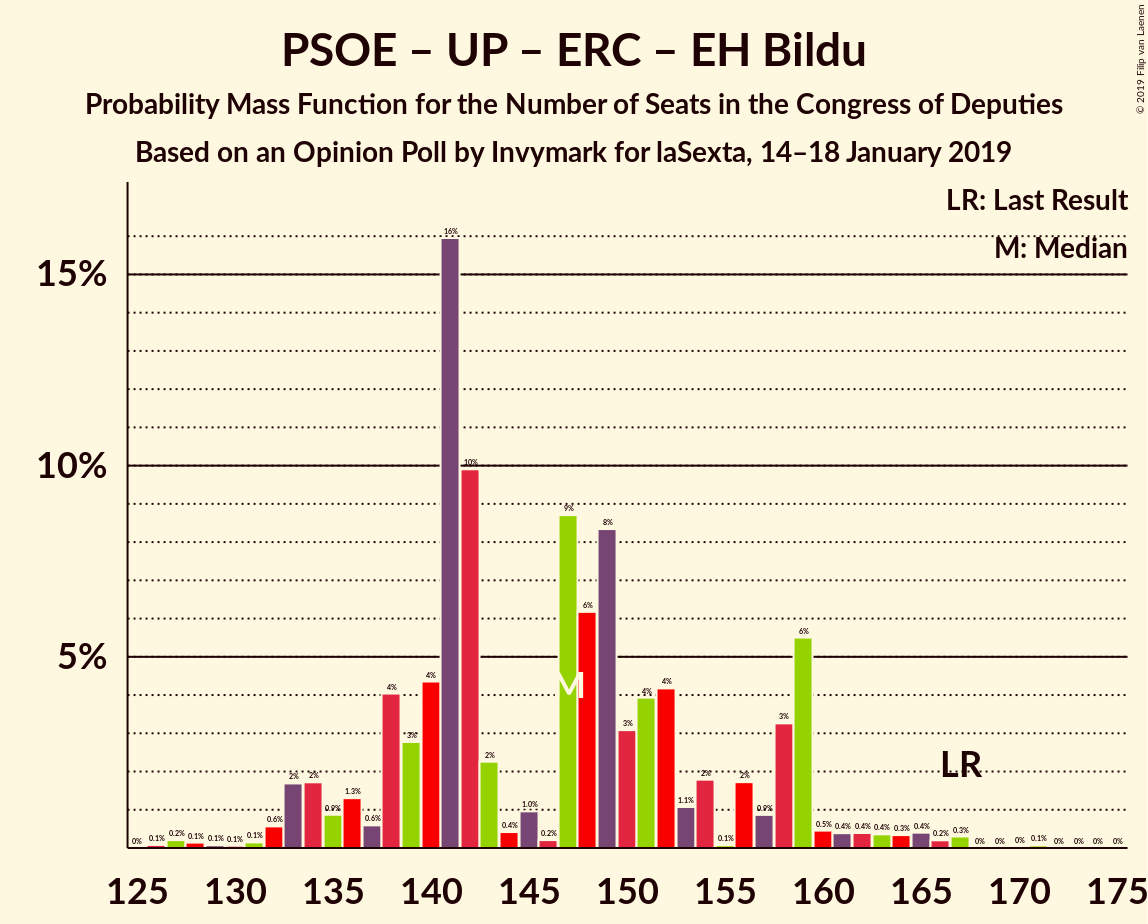 PSOE – UP – ERC – EH Bildu
Probability Mass Function for the Number of Seats in the Congress of Deputies
Based on an Opinion Poll by Invymark for laSexta, 14–18 January 2019
© 2019 Filip van Laenen
LR: Last Result
M: Median
15%
10%
5%
0% 0.1% 0.2% 0.1% 0.1% 0.1% 0.1% 0.6% 2% 2% 0.9% 1.3% 0.6% 4% 3% 4% 16% 10% 2% 0.4% 1.0% 0.2% 9% 6% 8% 3% 4% 4% 1.1% 2% 0.1% 2% 0.9% 3% 6% 0.5% 0.4% 0.4% 0.4% 0.3% 0.4% 0.2% 0.3% 0% 0% 0% 0.1% 0% 0% 0% 0%
M
LR
125 130 135 140 145 150 155 160 165 170 175